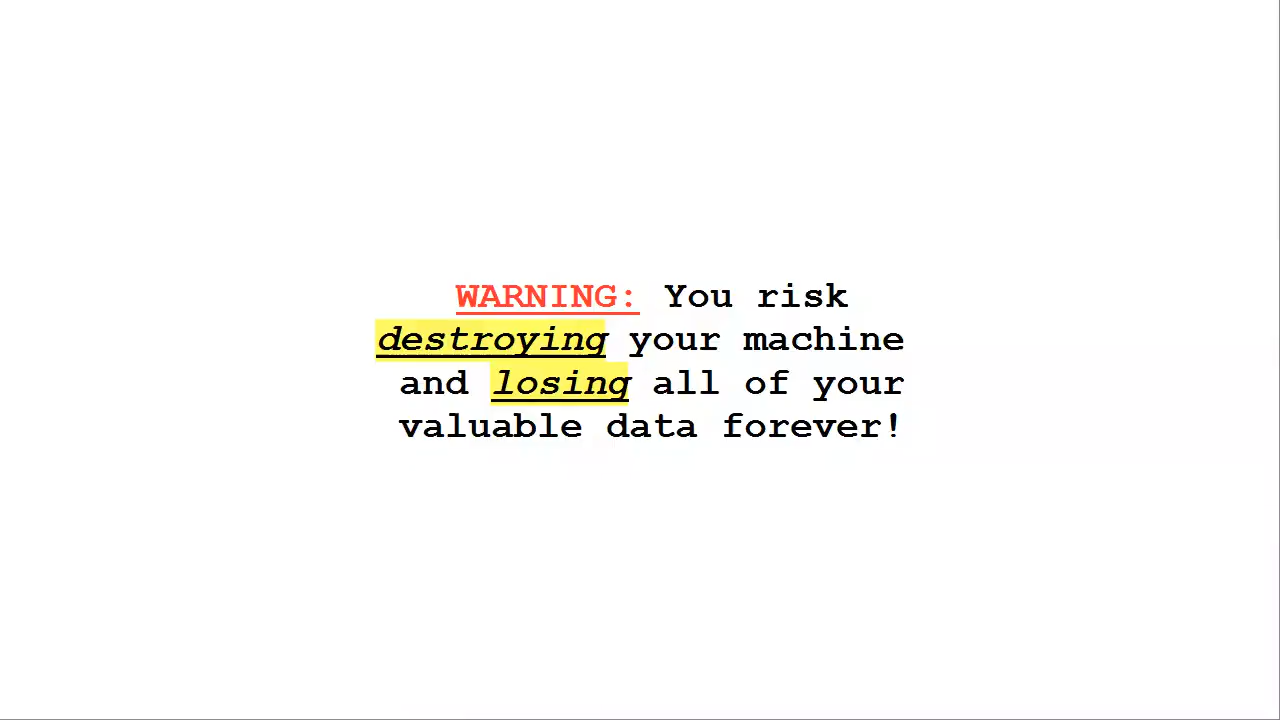 WARNING: You risk
destroying your machine
and losing all of your
valuable data forever!